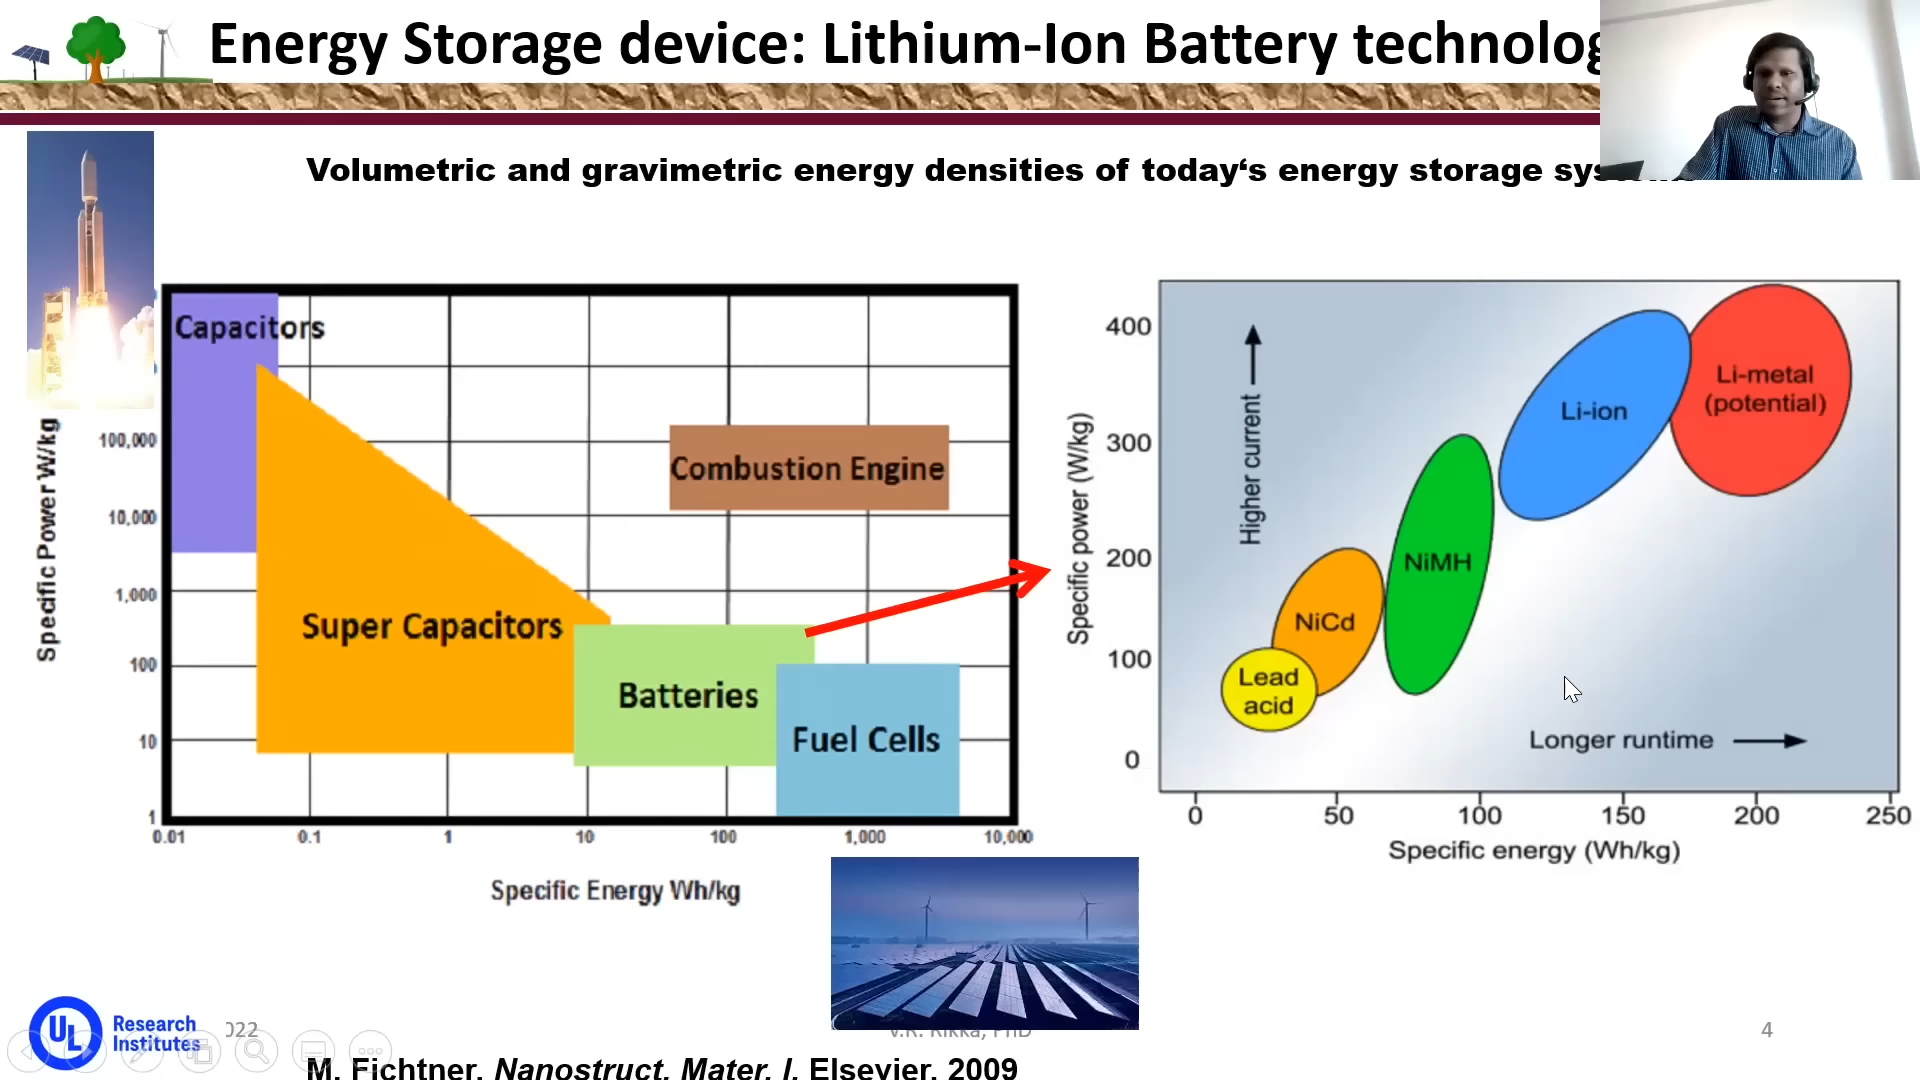 Energy Storage device: Lithium-Ion Battery technolog
Volumetric and gravimetric energy densities of today‘s energy storage
Capacitors
Combustion Engine
Super Capacitors
Batteries
Fuel Cells
Specific Power W/kg
100,000
10,000
1,000
100
10
1
0.01
0.1
1
10
100
1,000
10,000
Specific Energy Wh/kg
Specific power (W/kg)
400
300
200
100
0
Higher current
Li-metal
(potential)
Li-ion
NiMH
NiCd
Lead
acid
Longer runtime
0
50
100
150
200
250
Specific energy (Wh/kg)
UL
Research
Institutes
022
V.R. Rikka, PhD
4
M. Fichtner, Nanostruct. Mater. I, Elsevier, 2009